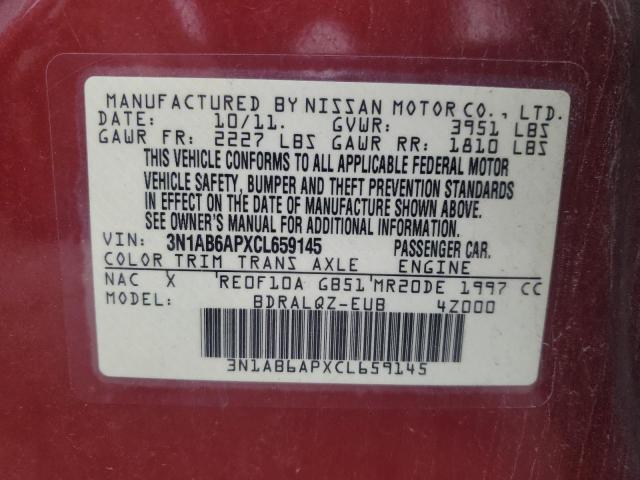 MANUFACTURED BY NISSAN MOTOR CO., LTD.
DATE: 10/11. GVWR: 3951 LBS
GAWR FR: 2227 LBS GAWR RR: 1810 LBS
THIS VEHICLE CONFORMS TO ALL APPLICABLE FEDERAL MOTOR
VEHICLE SAFETY, BUMPER AND THEFT PREVENTION STANDARDS
IN EFFECT ON THE DATE OF MANUFACTURE SHOWN ABOVE.
SEE OWNER'S MANUAL FOR ADDITIONAL INFORMATION.
VIN: 3N1AB6APXCL659145 PASSENGER CAR.
COLOR TRIM TRANS AXLE ENGINE
NAC X RE0F10A GB51 MR20DE 1997 CC
MODEL: BDRALQZ-EUB 4Z000
3N1AB6APXCL659145